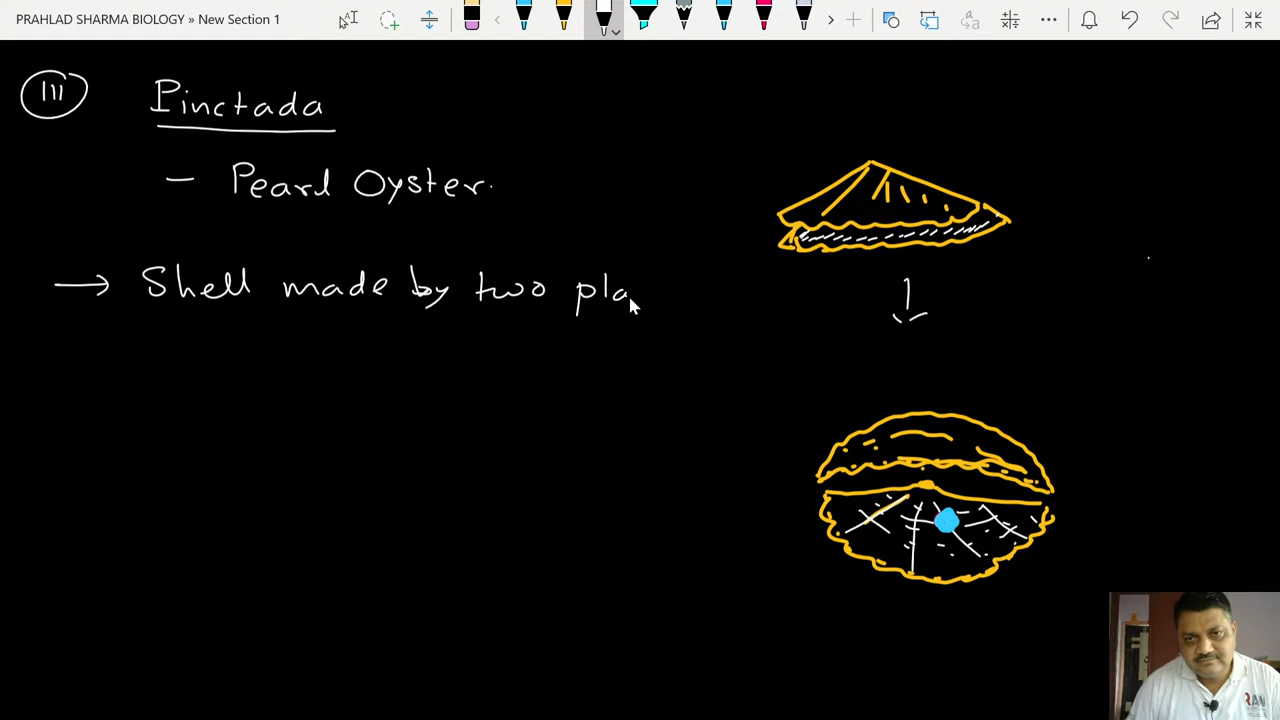 PRAHLAD SHARMA BIOLOGY » New Section 1
III Pinctada
- Pearl Oyster.
→ Shell made by two pla